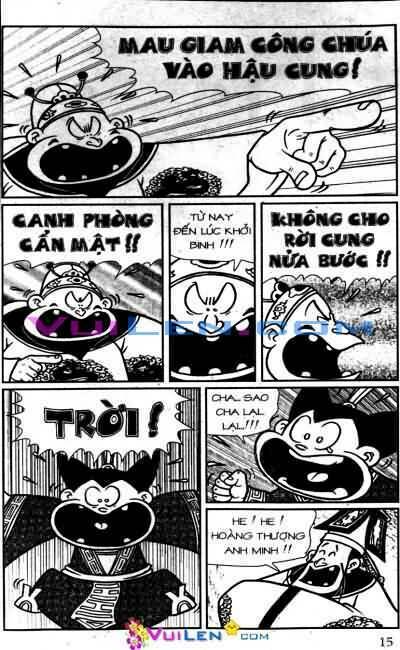 MAU GIAM CÔNG CHÚA
VÀO HẬU CUNG!
CANH PHÒNG
CẨN MẬT!!
TỪ NAY
ĐẾN LÚC KHỞI
BINH !!!
KHÔNG CHO
RỜI CUNG
NỬA BƯỚC!!
VUILEN.COM
TRỜI!
CHA.. SAO
CHA LẠI..
LẠI...!!
HE! HE!
HOÀNG THƯỢNG
ANH MINH!!
VUILEN.COM
15